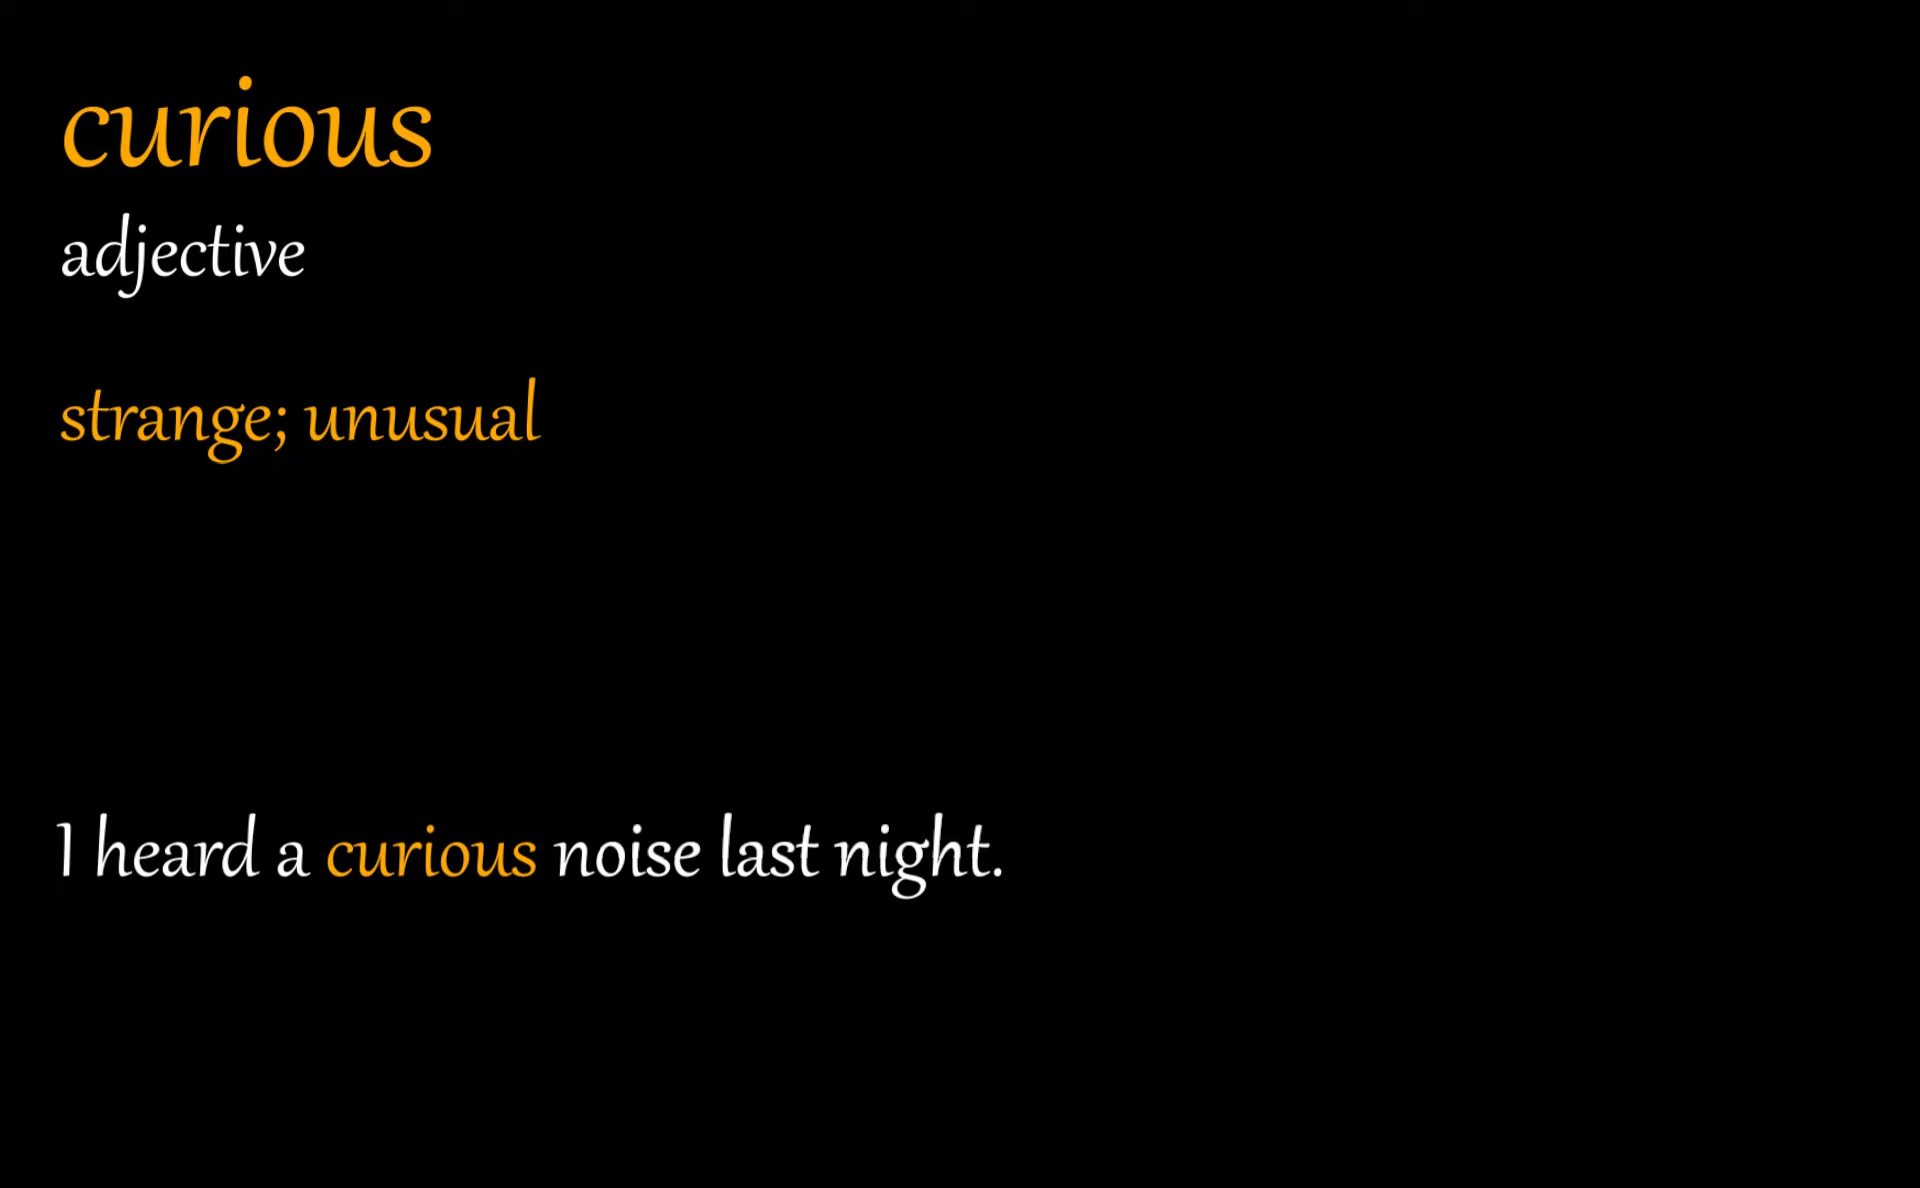 curious
adjective
strange; unusual
I heard a curious noise last night.